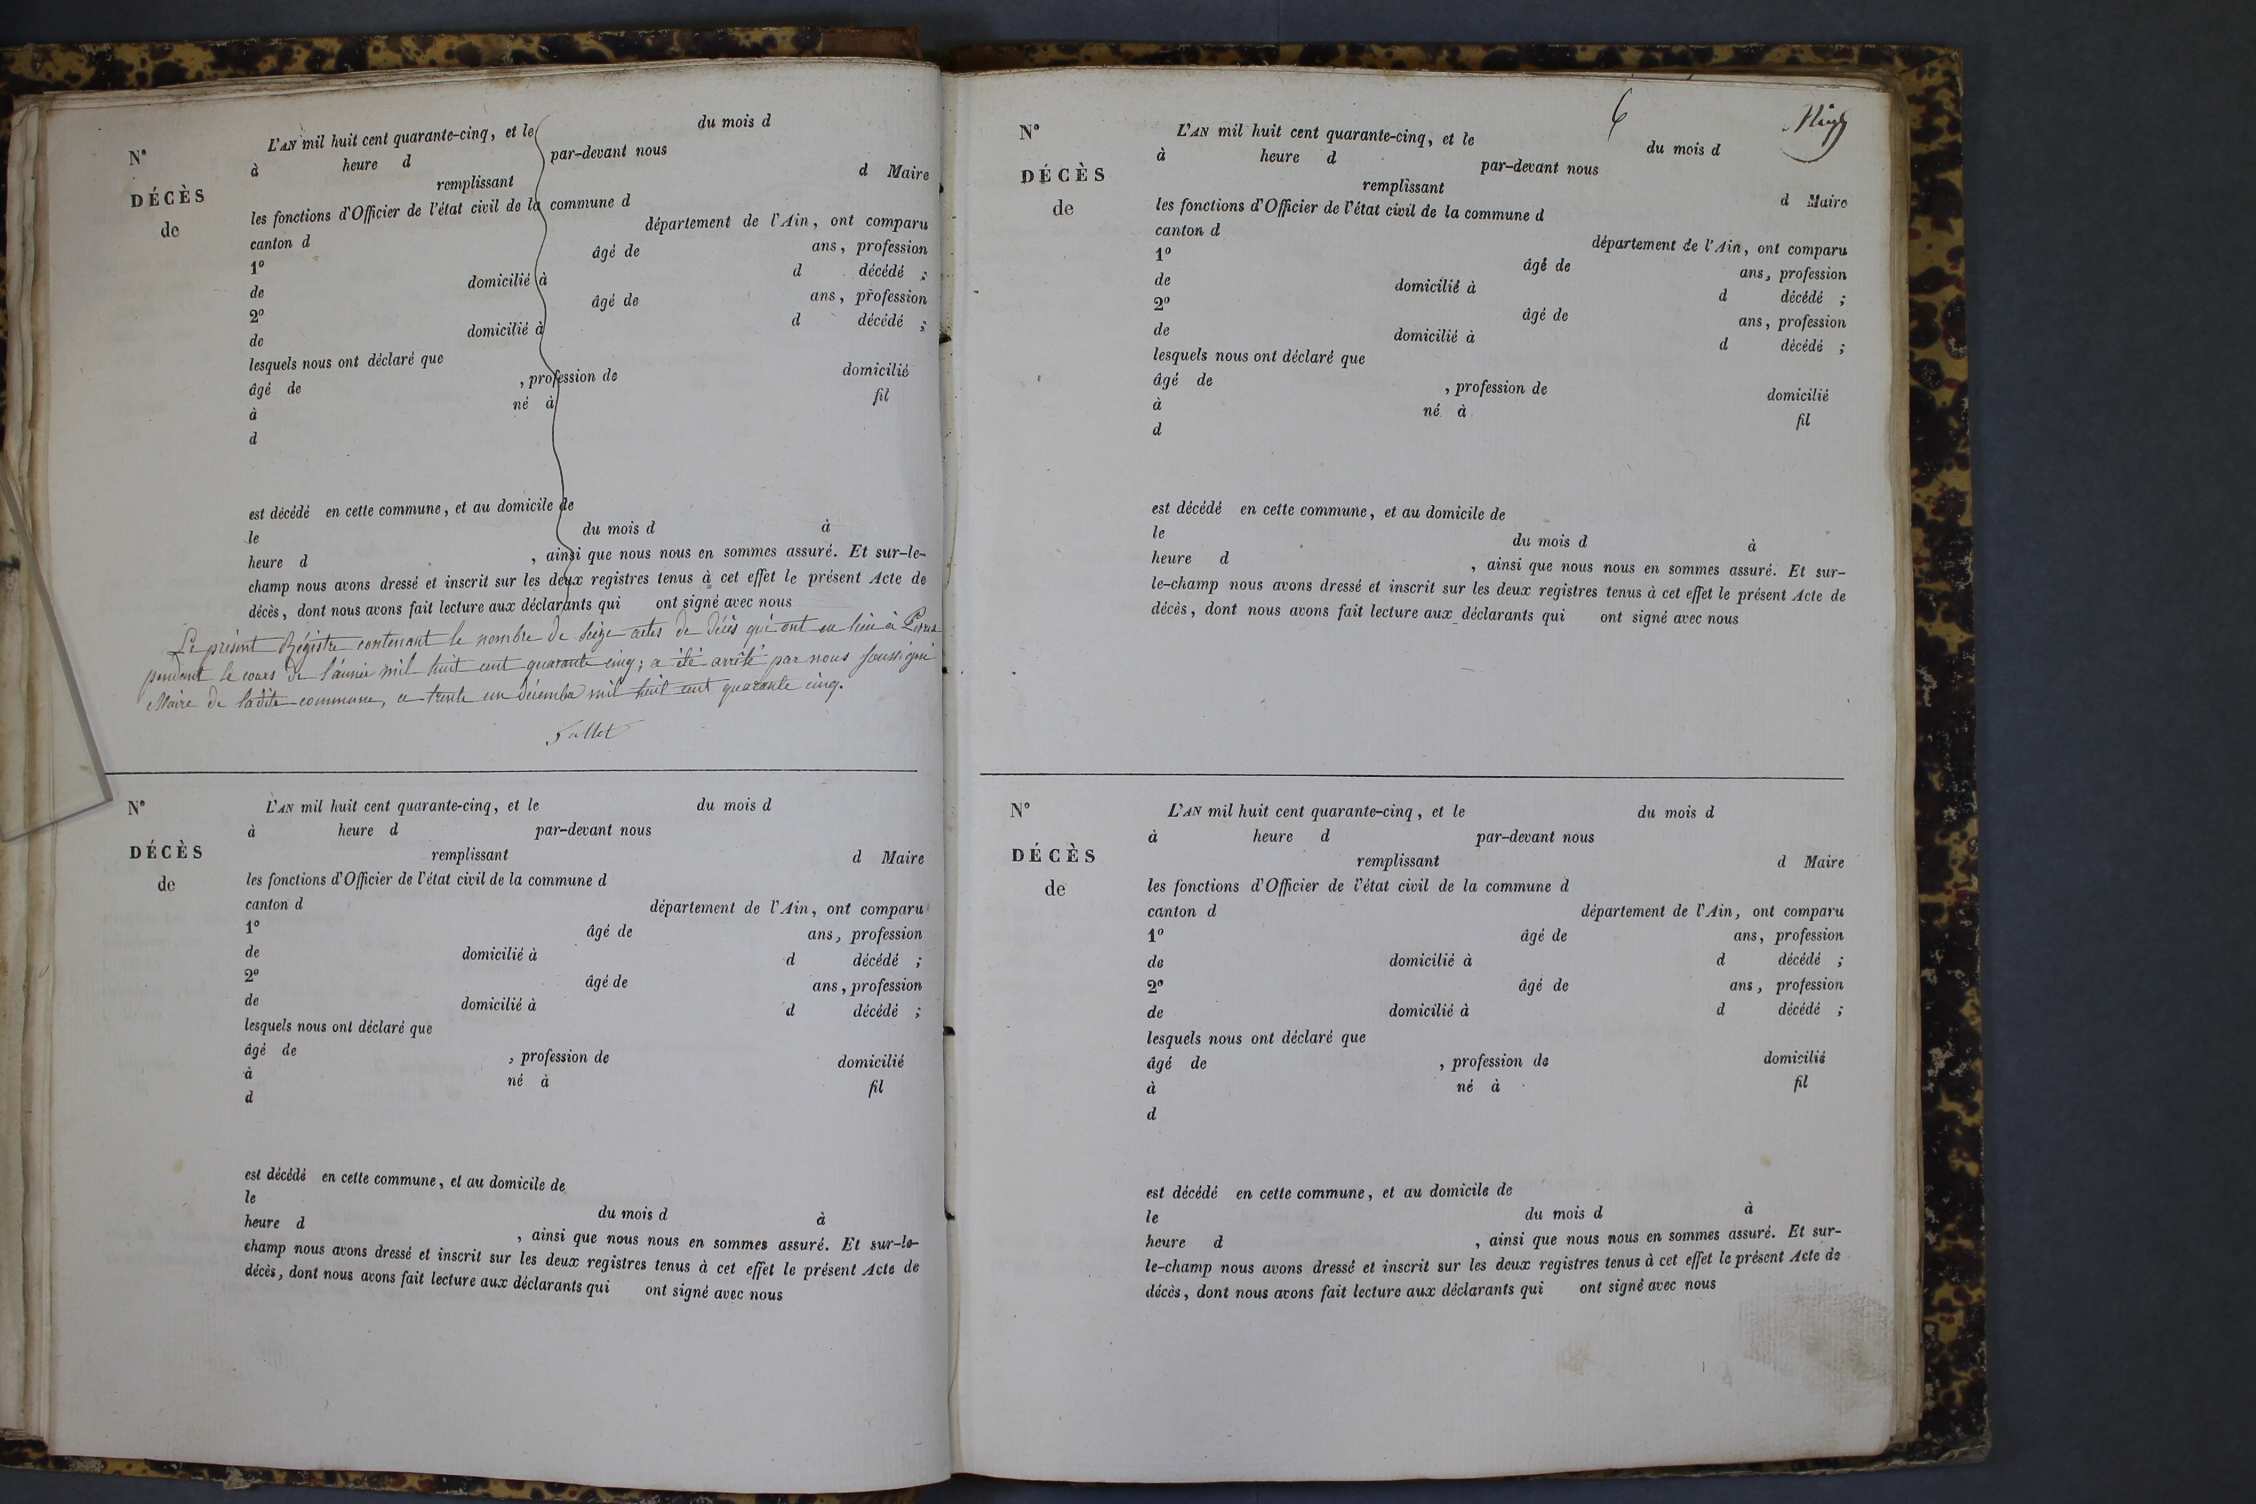 L'AN mil huit cent quarante-cinq, et le du mois d
N° à heure d par-devant nous
remplissant d Maire
DÉCÈS
de
les fonctions d'Officier de l'état civil de la commune d
canton d département de l'Ain, ont comparu
1° âgé de ans, profession
de domicilié à d décédé ;
2° âgé de ans, profession
de domicilié à d décédé ;
lesquels nous ont déclaré que
âgé de , profession de domicilié
à né à fil
d
est décédé en cette commune, et au domicile de
le du mois d à
heure d , ainsi que nous nous en sommes assuré. Et sur-le-
champ nous avons dressé et inscrit sur les deux registres tenus à cet effet le présent Acte de
décès, dont nous avons fait lecture aux déclarants qui ont signé avec nous
Le présent Régistre contenant le nombre de seize actes de décès qui ont eu lieu à
pendant le cours de l'année mil huit cent quarante cinq; a été arrêté par nous soussigné
Maire de ladite commune, ce trente un décembre mil huit cent quarante cinq.
N° L'AN mil huit cent quarante-cinq, et le du mois d
à heure d par-devant nous
DÉCÈS
de
remplissant d Maire
les fonctions d'Officier de l'état civil de la commune d
canton d département de l'Ain, ont comparu
1° âgé de ans, profession
de domicilié à d décédé ;
2° âgé de ans, profession
de domicilié à d décédé ;
lesquels nous ont déclaré que
âgé de , profession de domicilié
à né à fil
d
est décédé en cette commune, et au domicile de
le du mois d à
heure d , ainsi que nous nous en sommes assuré. Et sur-le-
champ nous avons dressé et inscrit sur les deux registres tenus à cet effet le présent Acte de
décès, dont nous avons fait lecture aux déclarants qui ont signé avec nous
6
N° L'AN mil huit cent quarante-cinq, et le du mois d
à heure d par-devant nous
DÉCÈS
de
remplissant d Maire
les fonctions d'Officier de l'état civil de la commune d
canton d département de l'Ain, ont comparu
1° âgé de ans, profession
de domicilié à d décédé ;
2° âgé de ans, profession
de domicilié à d décédé ;
lesquels nous ont déclaré que
âgé de , profession de domicilié
à né à fil
d
est décédé en cette commune, et au domicile de
le du mois d à
heure d , ainsi que nous nous en sommes assuré. Et sur-
le-champ nous avons dressé et inscrit sur les deux registres tenus à cet effet le présent Acte de
décès, dont nous avons fait lecture aux déclarants qui ont signé avec nous
N° L'AN mil huit cent quarante-cinq, et le du mois d
à heure d par-devant nous
DÉCÈS
de
remplissant d Maire
les fonctions d'Officier de l'état civil de la commune d
canton d département de l'Ain, ont comparu
1° âgé de ans, profession
de domicilié à d décédé ;
2° âgé de ans, profession
de domicilié à d décédé ;
lesquels nous ont déclaré que
âgé de , profession de domicilié
à né à fil
d
est décédé en cette commune, et au domicile de
le du mois d à
heure d , ainsi que nous nous en sommes assuré. Et sur-
le-champ nous avons dressé et inscrit sur les deux registres tenus à cet effet le présent Acte de
décès, dont nous avons fait lecture aux déclarants qui ont signé avec nous